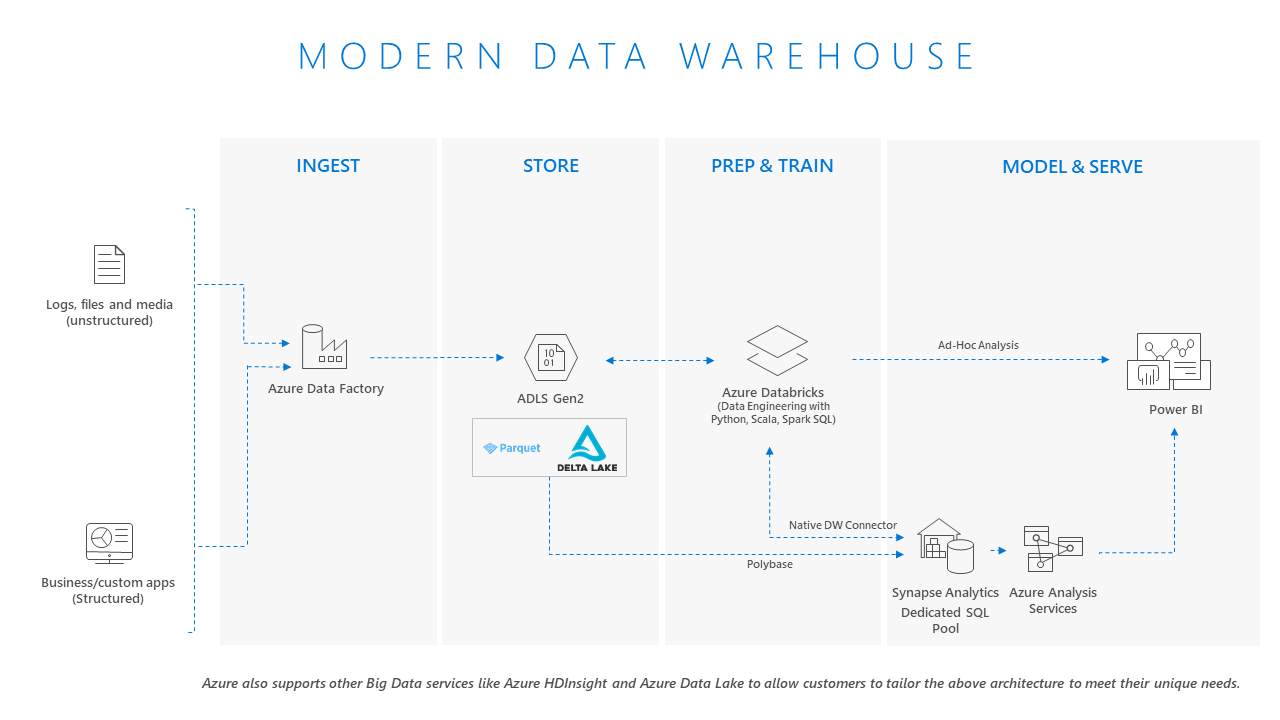 MODERN DATA WAREHOUSE
INGEST
STORE
PREP & TRAIN
MODEL & SERVE
Logs, files and media
(unstructured)
Business/custom apps
(Structured)
Azure Data Factory
10
01
ADLS Gen2
Parquet
DELTA LAKE
Azure Databricks
(Data Engineering with
Python, Scala, Spark SQL)
Ad-Hoc Analysis
Power BI
Native DW Connector
Polybase
Synapse Analytics
Dedicated SQL
Pool
Azure Analysis
Services
Azure also supports other Big Data services like Azure HDInsight and Azure Data Lake to allow customers to tailor the above architecture to meet their unique needs.